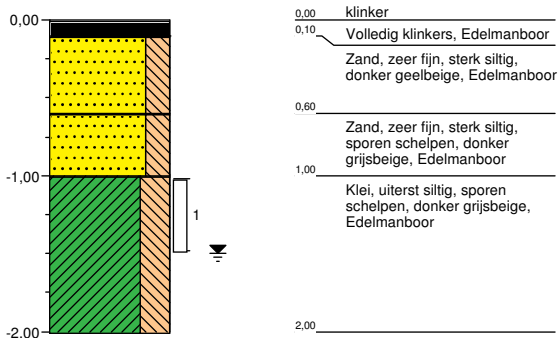 0,00
-1,00
-2,00
1
0,00 klinker
0,10 Volledig klinkers, Edelmanboor
Zand, zeer fijn, sterk siltig,
donker geelbeige, Edelmanboor
0,60
Zand, zeer fijn, sterk siltig,
sporen schelpen, donker
grijsbeige, Edelmanboor
1,00
Klei, uiterst siltig, sporen
schelpen, donker grijsbeige,
Edelmanboor
2,00